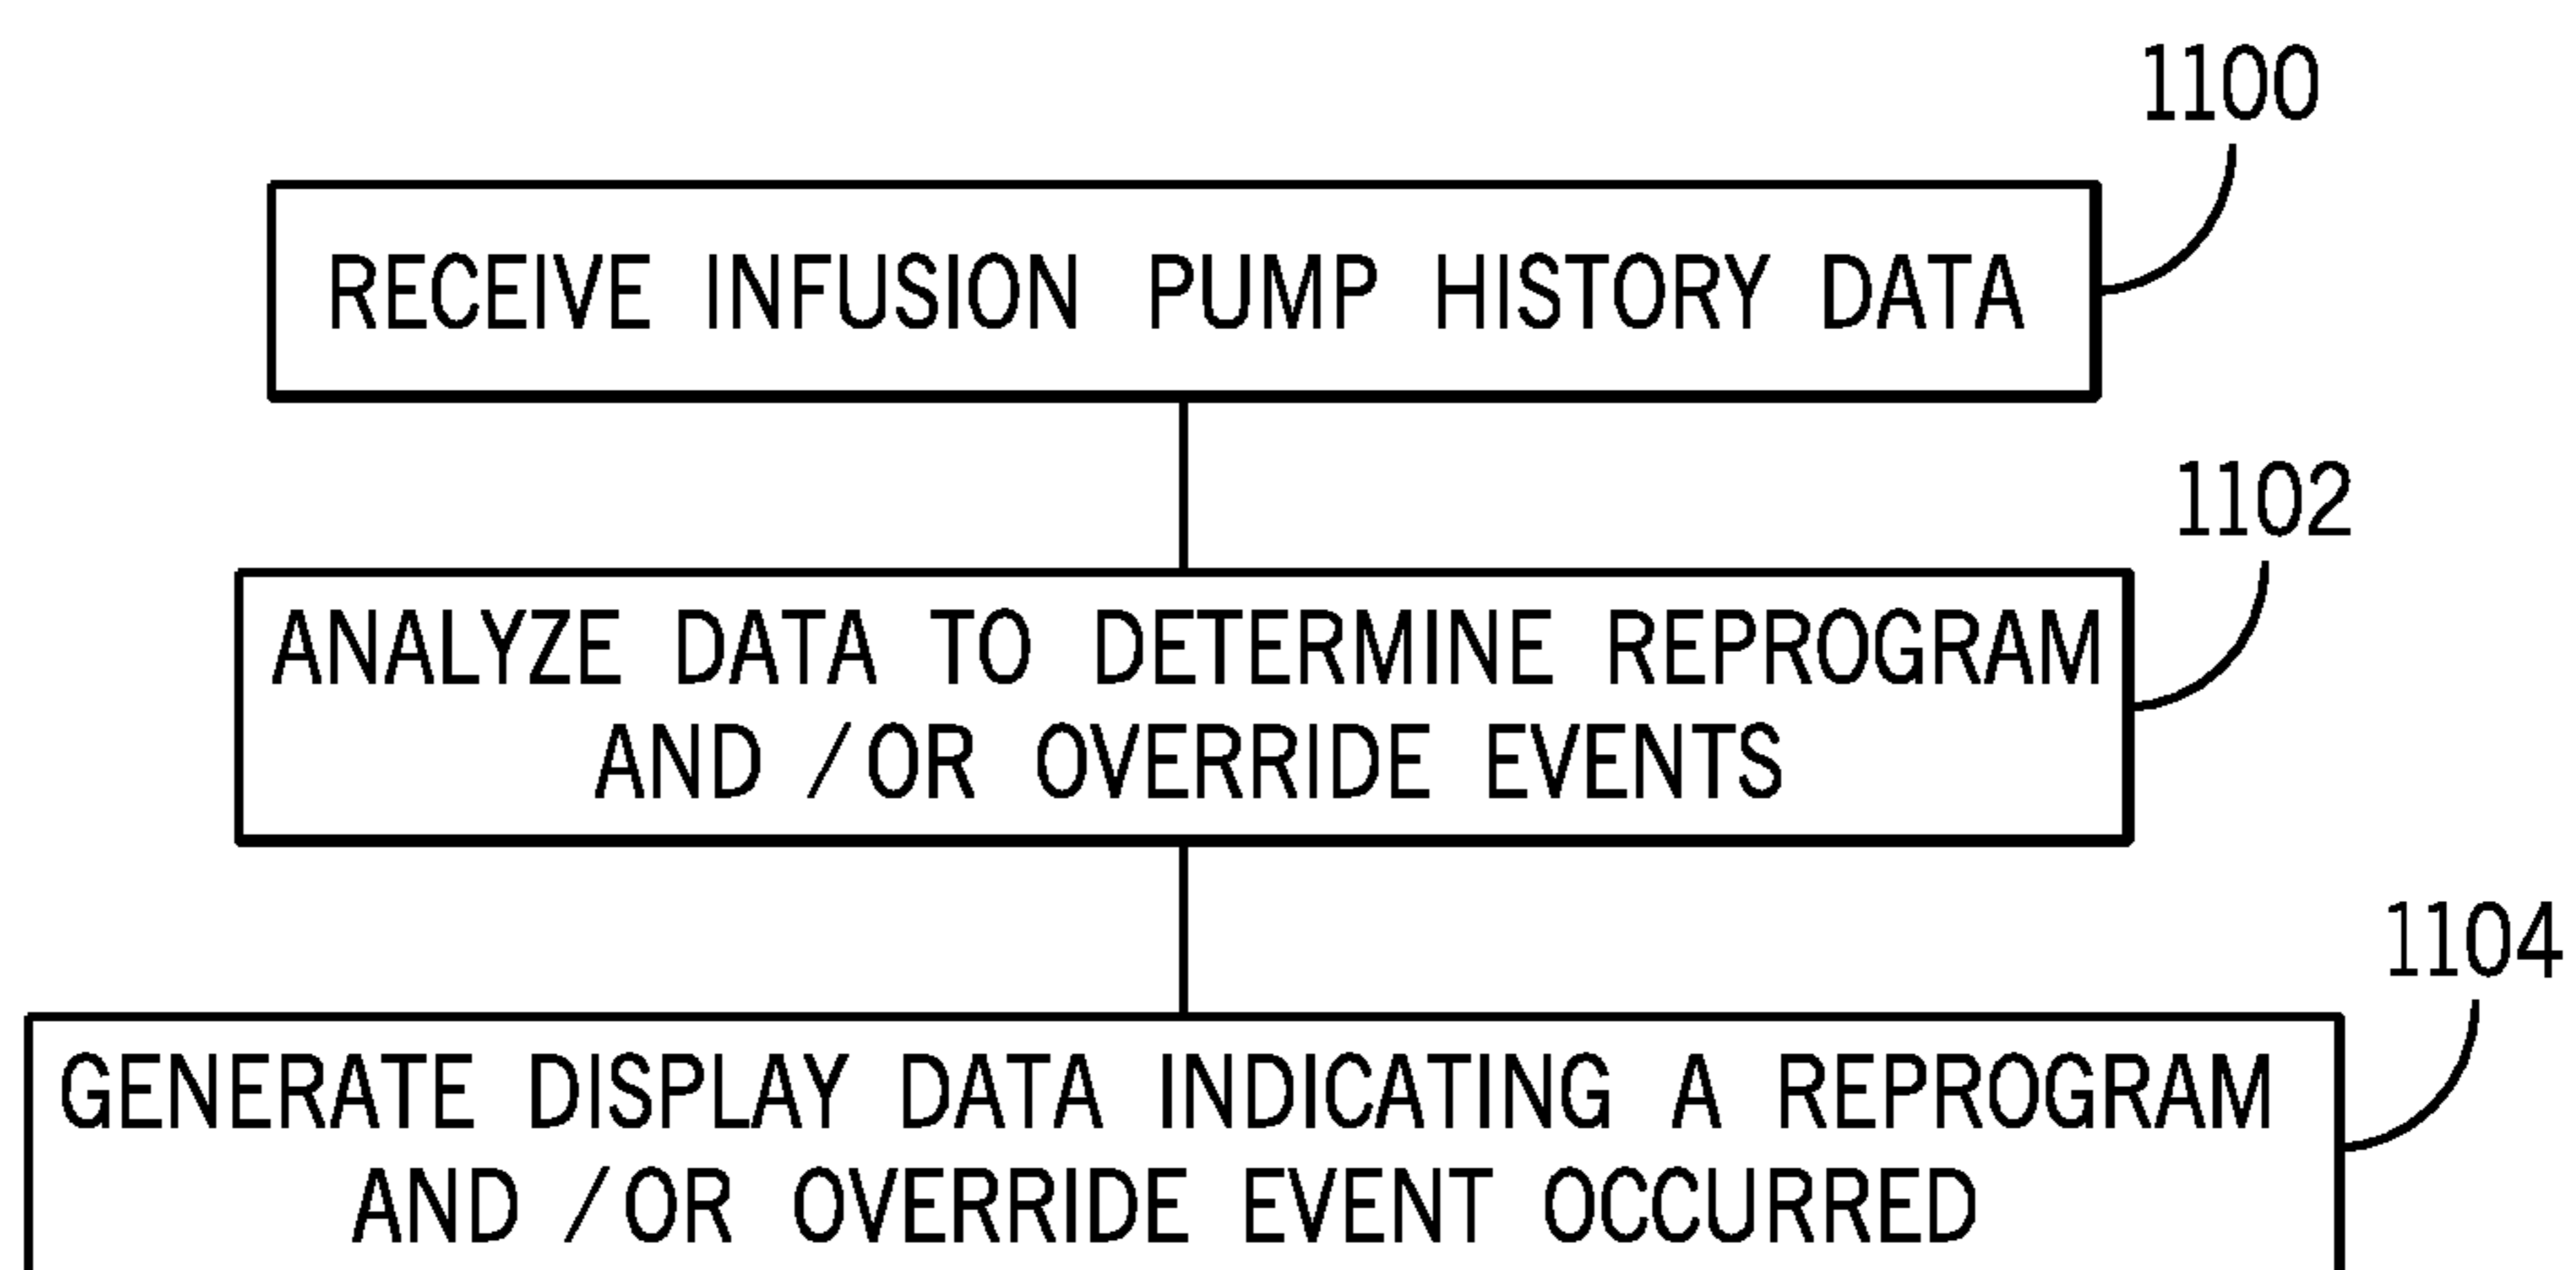 1100
RECEIVE INFUSION PUMP HISTORY DATA
1102
ANALYZE DATA TO DETERMINE REPROGRAM
AND /OR OVERRIDE EVENTS
1104
GENERATE DISPLAY DATA INDICATING A REPROGRAM
AND /OR OVERRIDE EVENT OCCURRED